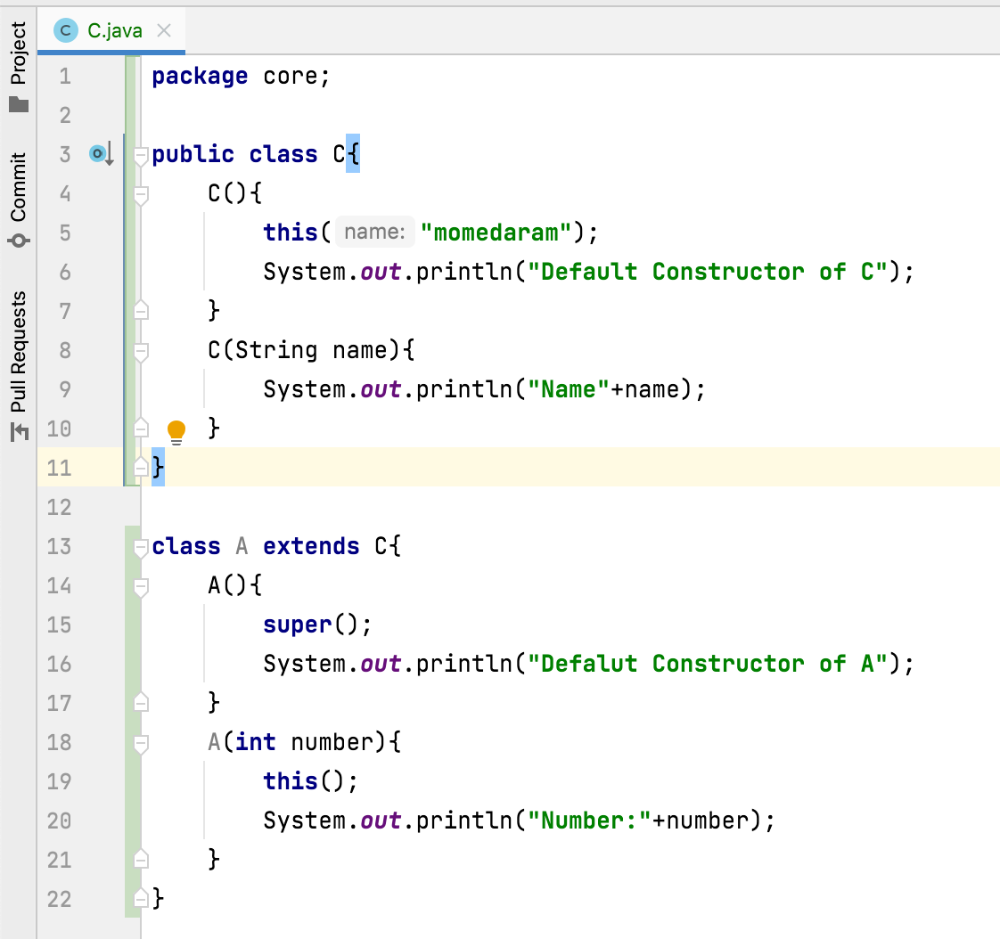 C.java
Project
Commit
Pull Requests
1 package core;
2
3 public class C{
4     C(){
5         this( name: "momedaram");
6         System.out.println("Default Constructor of C");
7     }
8     C(String name){
9         System.out.println("Name"+name);
10     }
11 }
12
13 class A extends C{
14     A(){
15         super();
16         System.out.println("Defalut Constructor of A");
17     }
18     A(int number){
19         this();
20         System.out.println("Number:"+number);
21     }
22 }